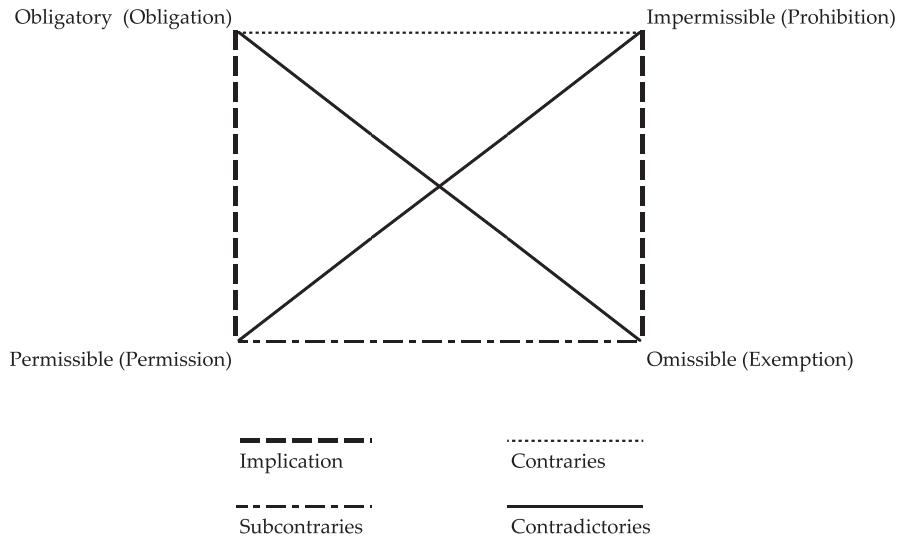 Obligatory (Obligation)
Impermissible (Prohibition)
Permissible (Permission)
Omissible (Exemption)
Implication
Contraries
Subcontraries
Contradictories